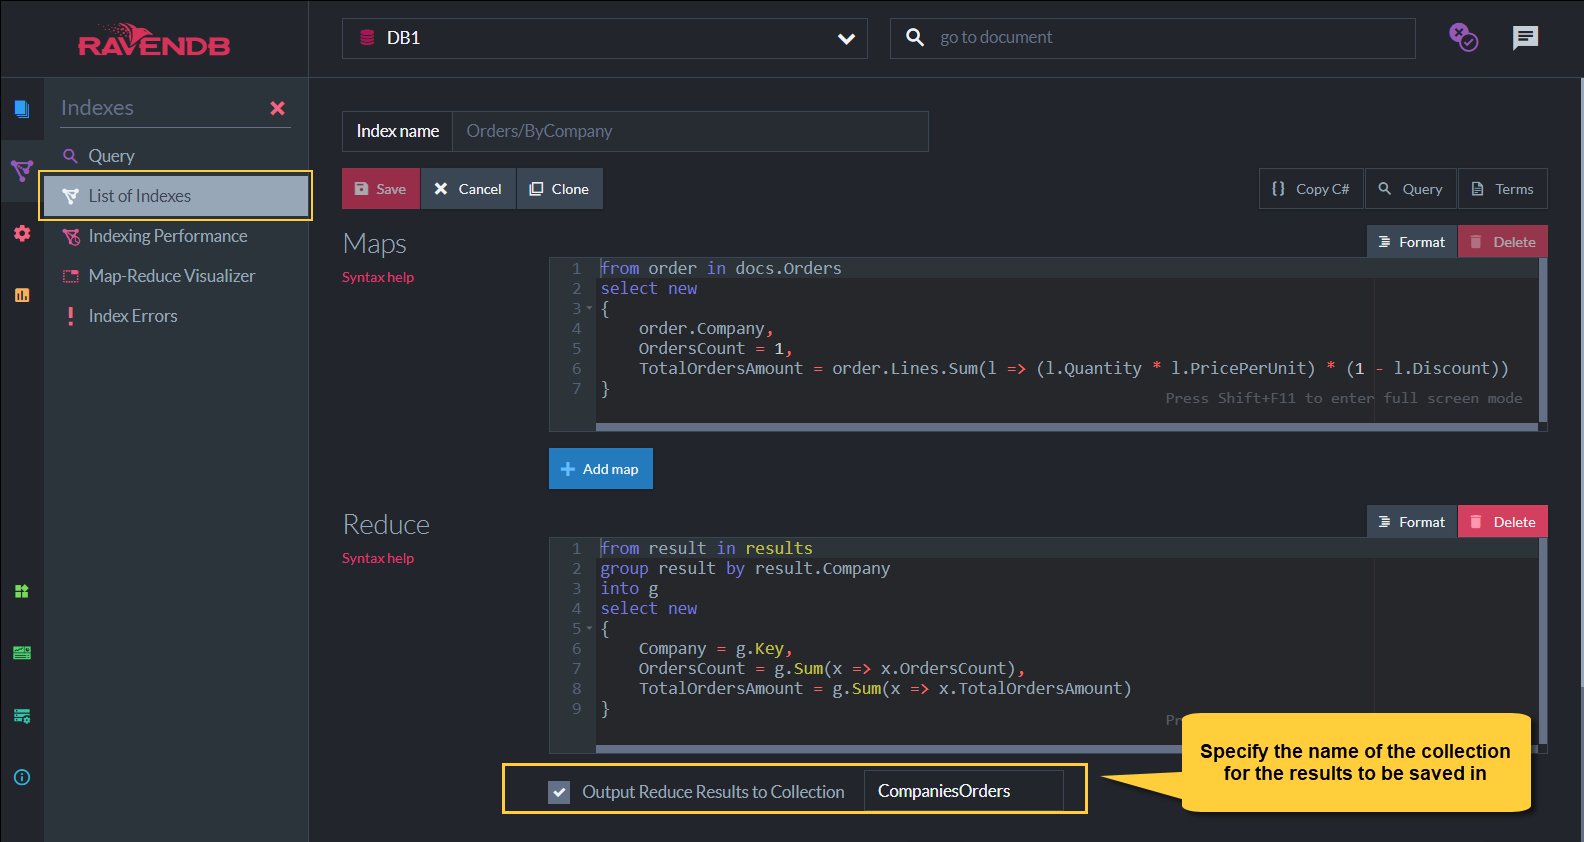 RAVENDB
DB1
go to document
Indexes
Query
List of Indexes
Indexing Performance
Map-Reduce Visualizer
Index Errors
Index name
Orders/ByCompany
Save
Cancel
Clone
Copy C#
Query
Terms
Maps
Syntax help
Format
Delete
1 from order in docs.Orders
2 select new
3 {
4 order.Company,
5 OrdersCount = 1,
6 TotalOrdersAmount = order.Lines.Sum(l => (l.Quantity * l.PricePerUnit) * (1 - l.Discount))
7 }
Press Shift+F11 to enter full screen mode
Add map
Reduce
Syntax help
Format
Delete
1 from result in results
2 group result by result.Company
3 into g
4 select new
5 {
6 Company = g.Key,
7 OrdersCount = g.Sum(x => x.OrdersCount),
8 TotalOrdersAmount = g.Sum(x => x.TotalOrdersAmount)
9 }
Output Reduce Results to Collection
CompaniesOrders
Specify the name of the collection
for the results to be saved in